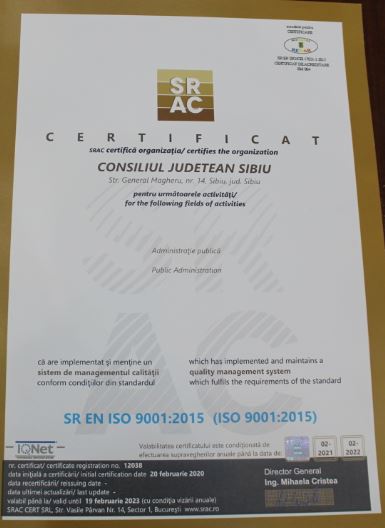 SR
AC
CERTIFICAT
SRAC certifică organizația/ certifies the organization
CONSILIUL JUDETEAN SIBIU
Str. General Magheru, nr. 14. Sibiu, jud. Sibiu
pentru următoarele activități/
for the following fields of activities
Administrație publică
Public Administration
că are implementat și menține un
sistem de managementul calității
conform condițiilor din standardul
which has implemented and maintains a
quality management system
which fulfils the requirements of the standard
SR EN ISO 9001:2015 (ISO 9001:2015)
IQNet
Valabilitatea certificatului este condiționată de
efectuarea supravegherilor anuale până la data de:
02-
2021
02-
2022
nr. certificat/ certificate registration no. 12038
data inițială a certificării/ initial certification date 20 februarie 2020
data recertificării/ reissuing date -
data ultimei actualizări/ last update -
valabil până la/ valid until 19 februarie 2023 (cu condiția vizării anuale)
SRAC CERT SRL, Str. Vasile Pârvan Nr. 14, Sector 1, București www.srac.ro
Director General
Ing. Mihaela Cristea